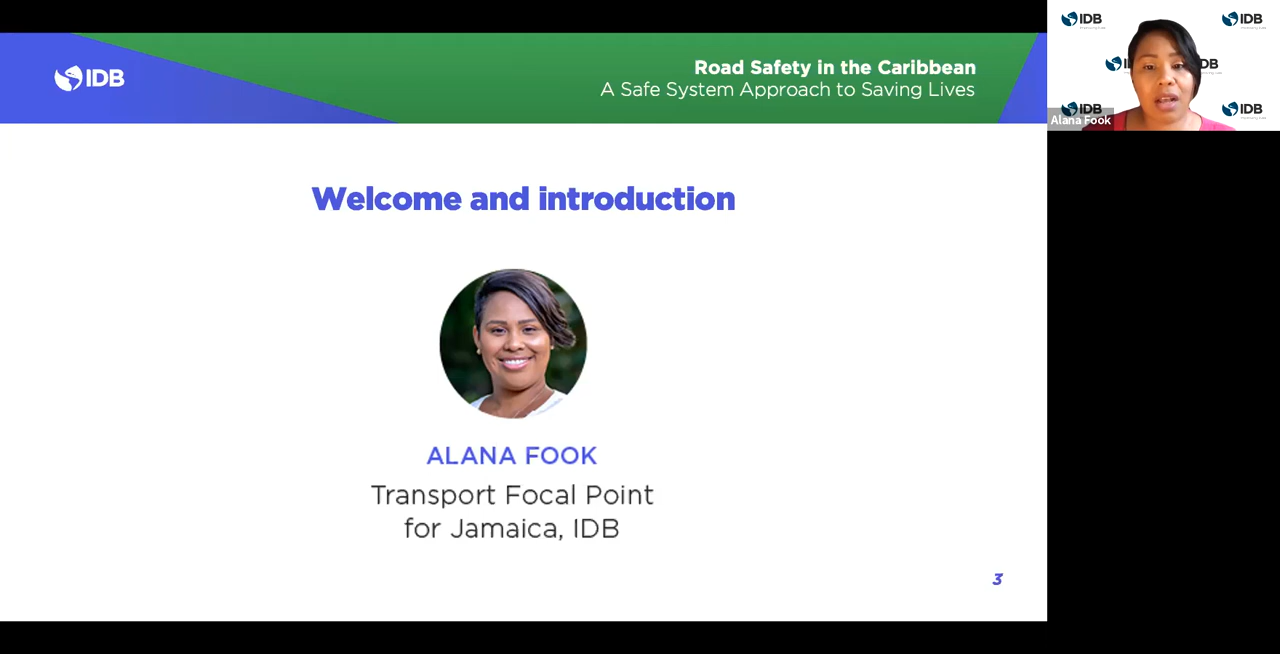 IDB
Road Safety in the Caribbean
A Safe System Approach to Saving Lives
Welcome and introduction
ALANA FOOK
Transport Focal Point
for Jamaica, IDB
3
IDB
IDB
DB
IDB
IDB
Alana Fook